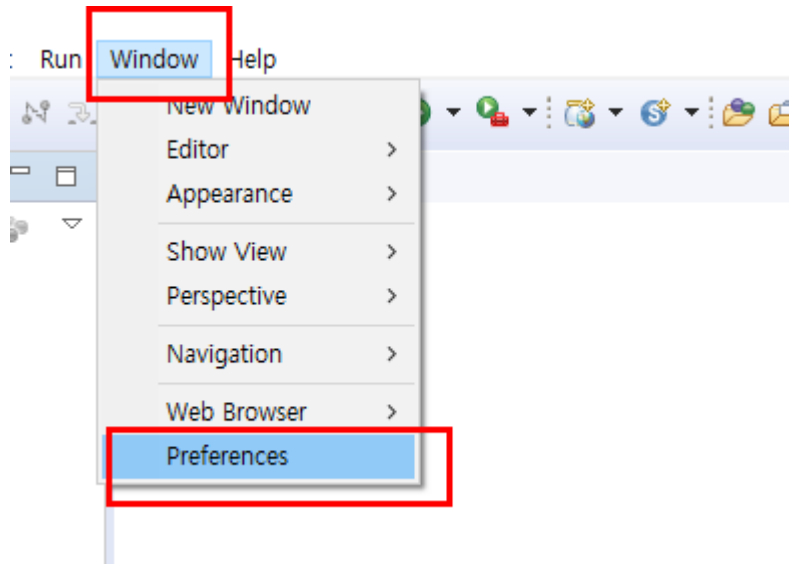 Run Window Help
New Window
Editor
Appearance
Show View
Perspective
Navigation
Web Browser
Preferences